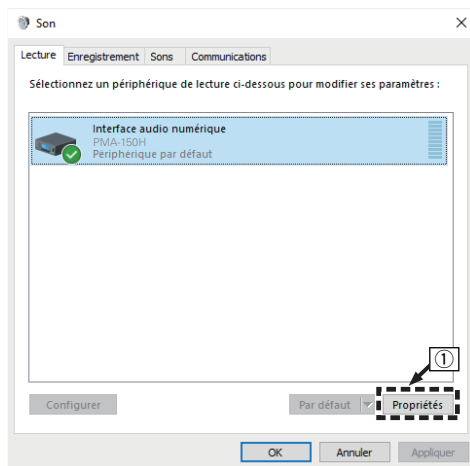 Son
Lecture Enregistrement Sons Communications
Sélectionnez un périphérique de lecture ci-dessous pour modifier ses paramètres :
Interface audio numérique
PMA-150H
Périphérique par défaut
①
Configurer Par défaut Propriétés
OK Annuler Appliquer